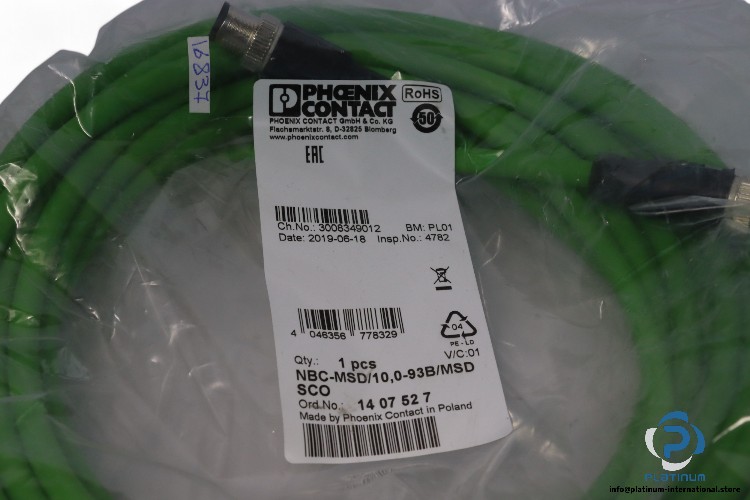 16837
PHŒNIX
CONTACT
RoHS
50
PHOENIX CONTACT GmbH & Co. KG
Flachsmarktstr. 8, D-32825 Blomberg
www.phoenixcontact.com
EAC
Ch.No.: 3008349012 BM: PL01
Date: 2019-06-18 Insp.No.: 4782
4 046356 778329
04
PE-LD
V/C:01
Qty.: 1 pcs
NBC-MSD/10,0-93B/MSD
SCO
Ord.No.: 14 07 52 7
Made by Phoenix Contact in Poland
PLATINUM
info@platinum-international.store